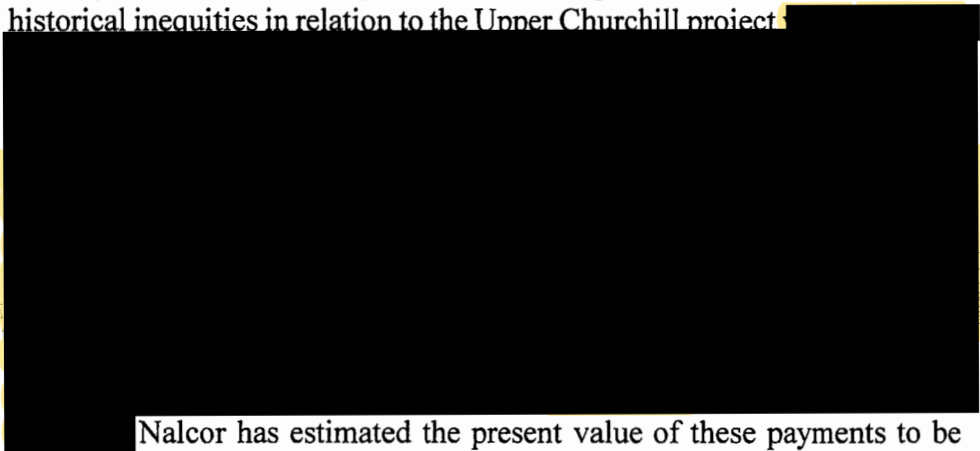 historical inequities in relation to the Upper Churchill project
Nalcor has estimated the present value of these payments to be